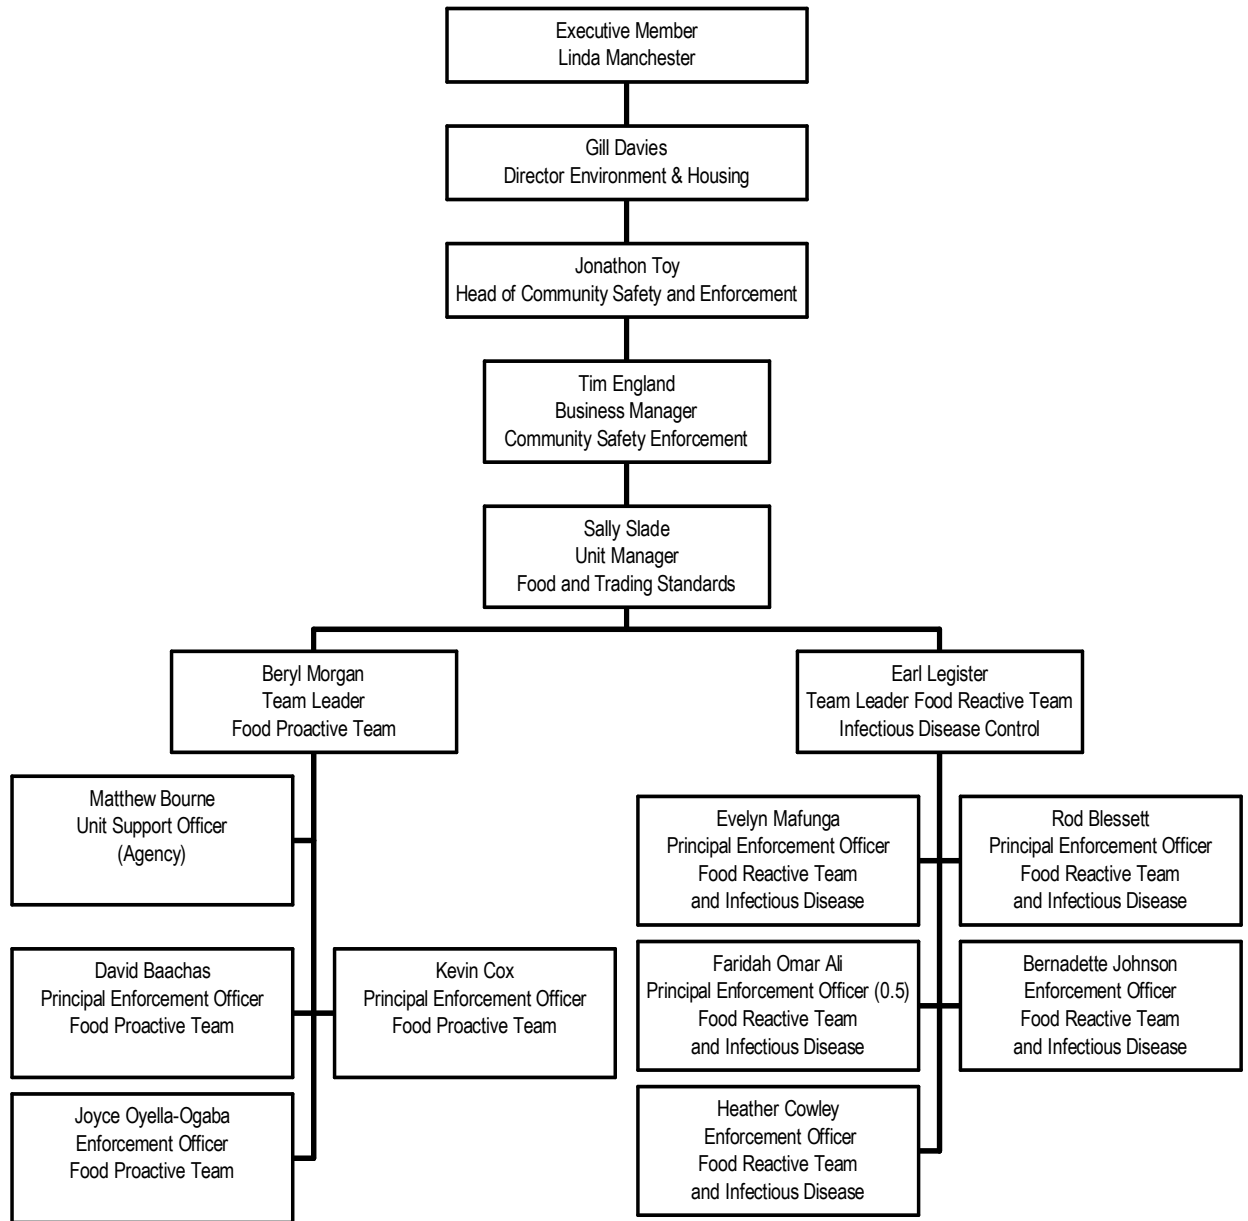 Executive Member
Linda Manchester
Gill Davies
Director Environment & Housing
Jonathon Toy
Head of Community Safety and Enforcement
Tim England
Business Manager
Community Safety Enforcement
Sally Slade
Unit Manager
Food and Trading Standards
Beryl Morgan
Team Leader
Food Proactive Team
Earl Legister
Team Leader Food Reactive Team
Infectious Disease Control
Matthew Bourne
Unit Support Officer
(Agency)
Evelyn Mafunga
Principal Enforcement Officer
Food Reactive Team
and Infectious Disease
Rod Blessett
Principal Enforcement Officer
Food Reactive Team
and Infectious Disease
David Baachas
Principal Enforcement Officer
Food Proactive Team
Kevin Cox
Principal Enforcement Officer
Food Proactive Team
Faridah Omar Ali
Principal Enforcement Officer (0.5)
Food Reactive Team
and Infectious Disease
Bernadette Johnson
Enforcement Officer
Food Reactive Team
and Infectious Disease
Joyce Oyella-Ogaba
Enforcement Officer
Food Proactive Team
Heather Cowley
Enforcement Officer
Food Reactive Team
and Infectious Disease